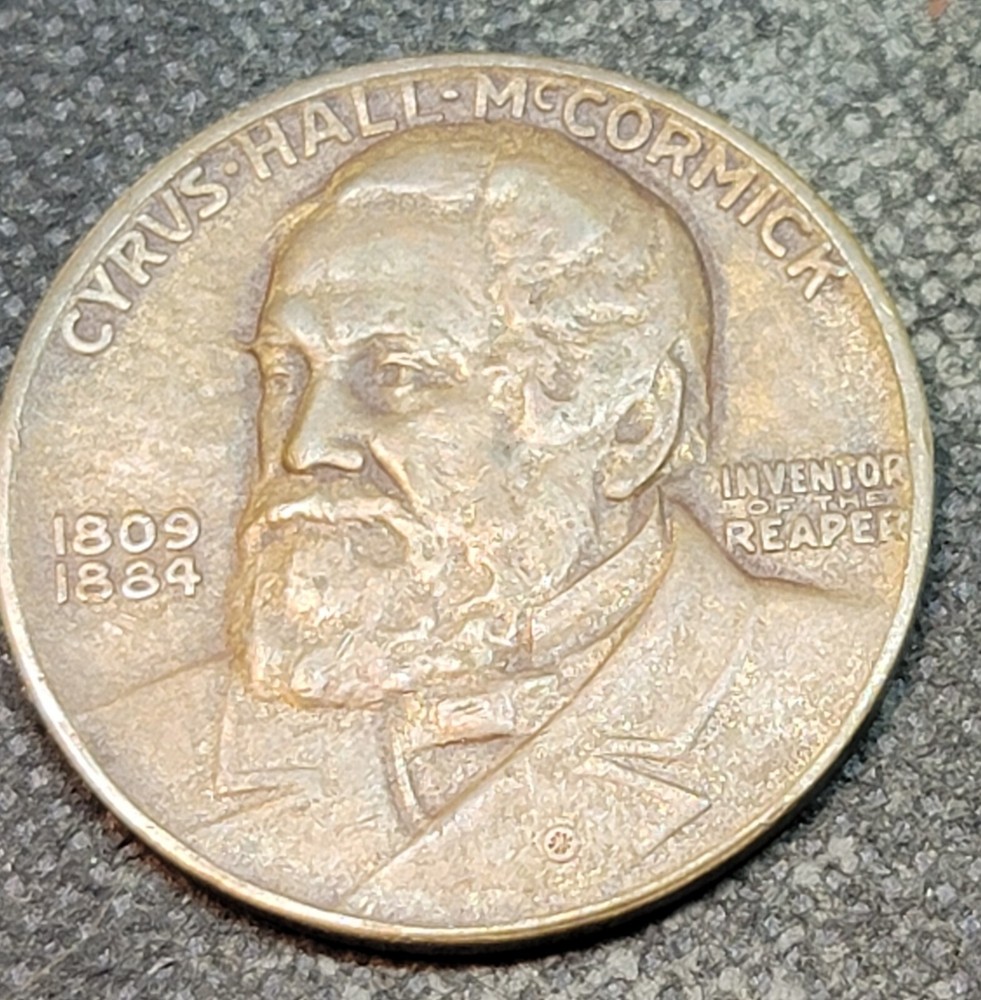 CYRUS·HALL·McCORMICK
1809
1884
INVENTOR
OF THE
REAPER